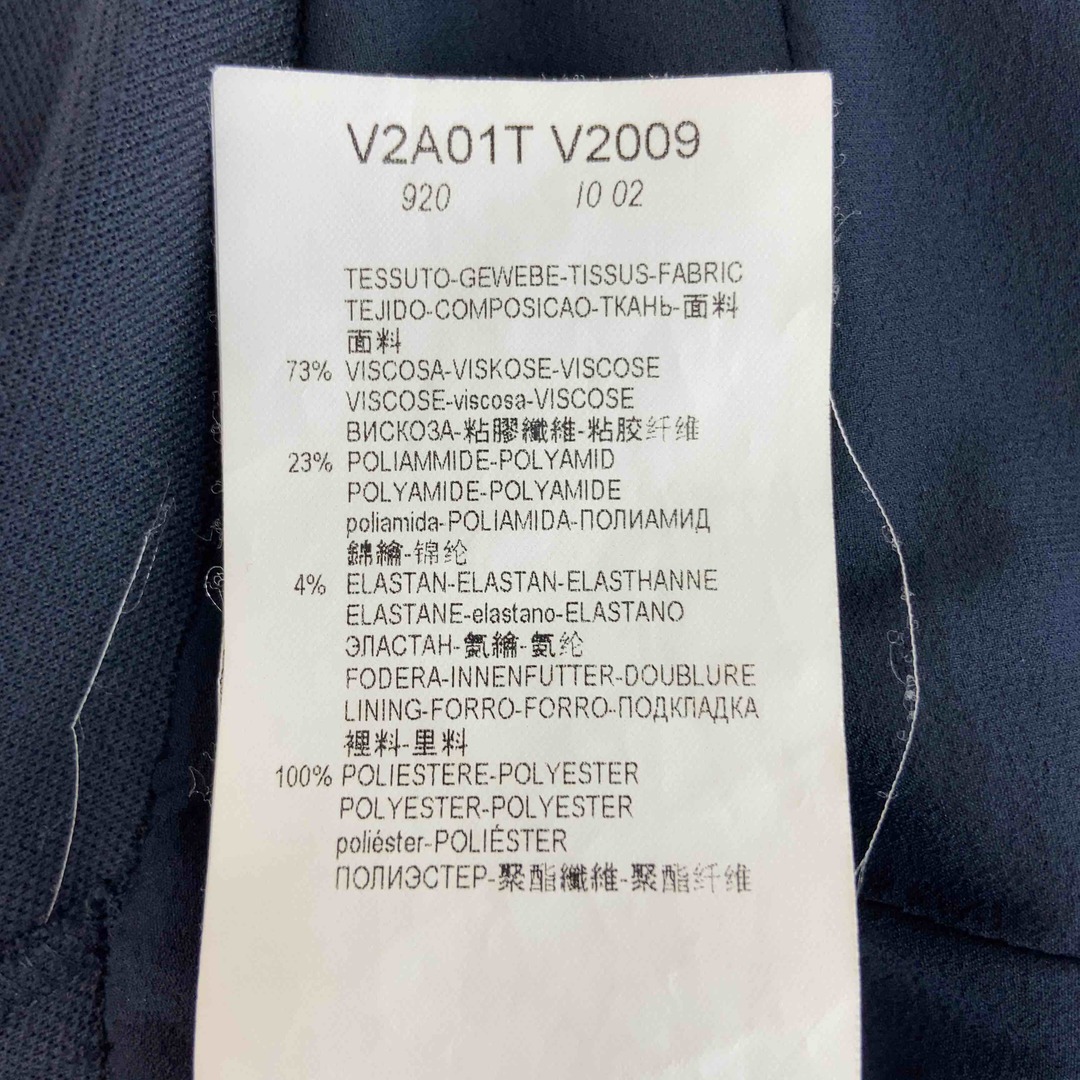 V2A01T V2009
920 10 02
TESSUTO-GEWEBE-TISSUS-FABRIC
TEJIDO-COMPOSICAO-ТКАНЬ-面料
面料
73% VISCOSA-VISKOSE-VISCOSE
VISCOSE-viscosa-VISCOSE
ВИСКОЗА-粘膠纖維-粘胶纤维
23% POLIAMMIDE-POLYAMID
POLYAMIDE-POLYAMIDE
poliamida-POLIAMIDA-ПОЛИАМИД
錦綸-锦纶
4% ELASTAN-ELASTAN-ELASTHANNE
ELASTANE-elastano-ELASTANO
ЭЛАСТАН-氨綸-氨纶
FODERA-INNENFUTTER-DOUBLURE
LINING-FORRO-FORRO-ПОДКЛАДКА
裡料-里料
100% POLIESTERE-POLYESTER
POLYESTER-POLYESTER
poliéster-POLIÉSTER
ПОЛИЭСТЕР-聚酯纖維-聚酯纤维